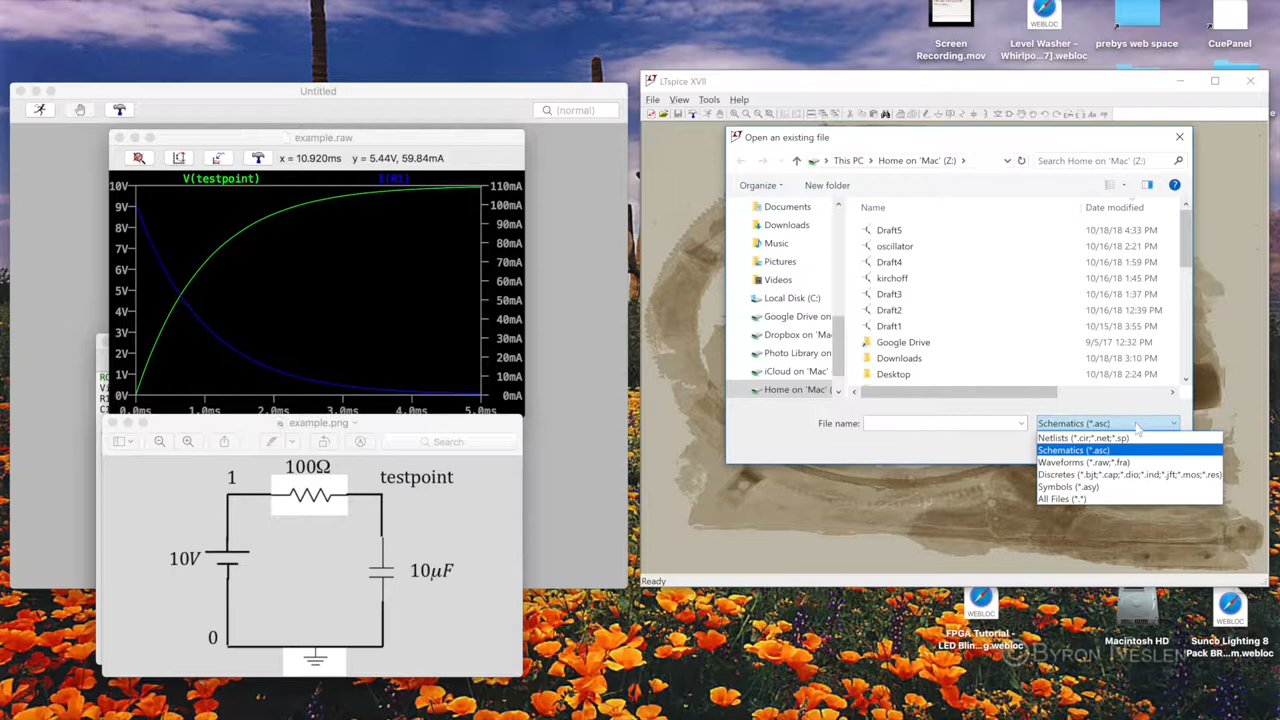 Screen
Recording.mov
Level Washer -
Whirlpo...7].webloc
prebys web space
CuePanel
WEBLOC
Untitled
(normal)
example.raw
x = 10.920ms
y = 5.44V, 59.84mA
V(testpoint)
I(R1)
10V
9V
8V
7V
6V
5V
4V
3V
2V
1V
0V
110mA
100mA
90mA
80mA
70mA
60mA
50mA
40mA
30mA
20mA
10mA
0mA
0.0ms
1.0ms
2.0ms
3.0ms
4.0ms
5.0ms
example.png
Search
100Ω
1
testpoint
10V
10μF
0
LTspice XVII
File View Tools Help
Open an existing file
This PC > Home on 'Mac' (Z:) >
Search Home on 'Mac' (Z:)
Organize
New folder
Documents
Downloads
Music
Pictures
Videos
Local Disk (C:)
Google Drive on
Dropbox on 'Mac
Photo Library on
iCloud on 'Mac'
Home on 'Mac' (
Name Date modified
Draft5 10/18/18 4:33 PM
oscillator 10/16/18 2:21 PM
Draft4 10/16/18 1:59 PM
kirchoff 10/16/18 1:45 PM
Draft3 10/16/18 1:37 PM
Draft2 10/16/18 12:39 PM
Draft1 10/15/18 3:55 PM
Google Drive 9/5/17 12:32 PM
Downloads 10/18/18 3:10 PM
Desktop 10/18/18 2:24 PM
File name:
Schematics (*.asc)
Netlists (*.cir;*.net;*.sp)
Schematics (*.asc)
Waveforms (*.raw;*.fra)
Discretes (*.bjt;*.cap;*.dio;*.ind;*.jft;*.mos;*.res)
Symbols (*.asy)
All Files (*.*)
Ready
WEBLOC
WEBLOC
FPGA Tutorial -
LED Blin...g.webloc
Macintosh HD
Sunco Lighting 8
Pack BR...m.webloc